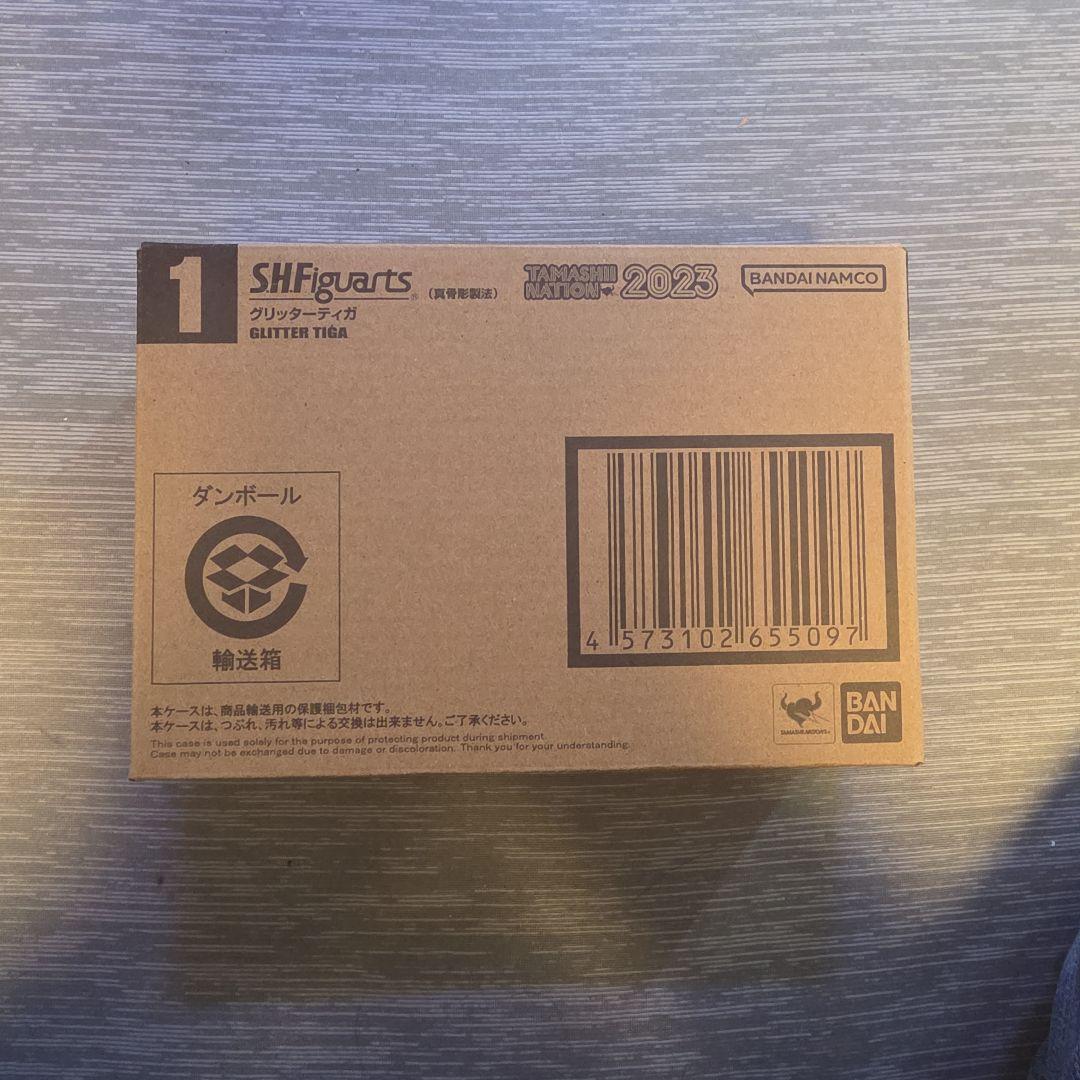 1
S.H.Figuarts®
(真骨彫製法)
グリッターティガ
GLITTER TIGA
TAMASHII
NATION 2023
BANDAI NAMCO
ダンボール
輸送箱
4 573102 655097
本ケースは、商品輸送用の保護梱包材です。
本ケースは、つぶれ、汚れ等による交換は出来ません。ご了承ください。
This case is used solely for the purpose of protecting product during shipment.
Case may not be exchanged due to damage or discoloration. Thank you for your understanding.
TAMASHII NATIONS
BAN
DAI